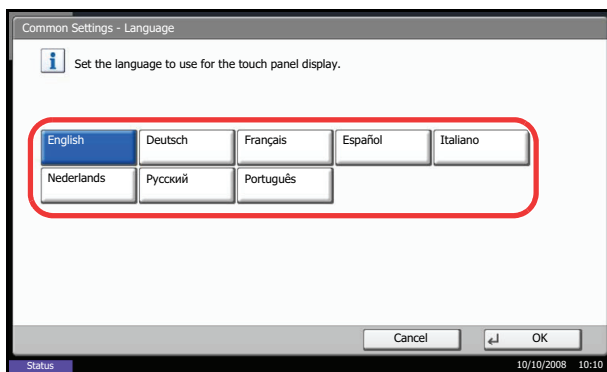 Common Settings - Language
Set the language to use for the touch panel display.
English Deutsch Français Español Italiano
Nederlands Русский Português
Cancel OK
Status 10/10/2008 10:10